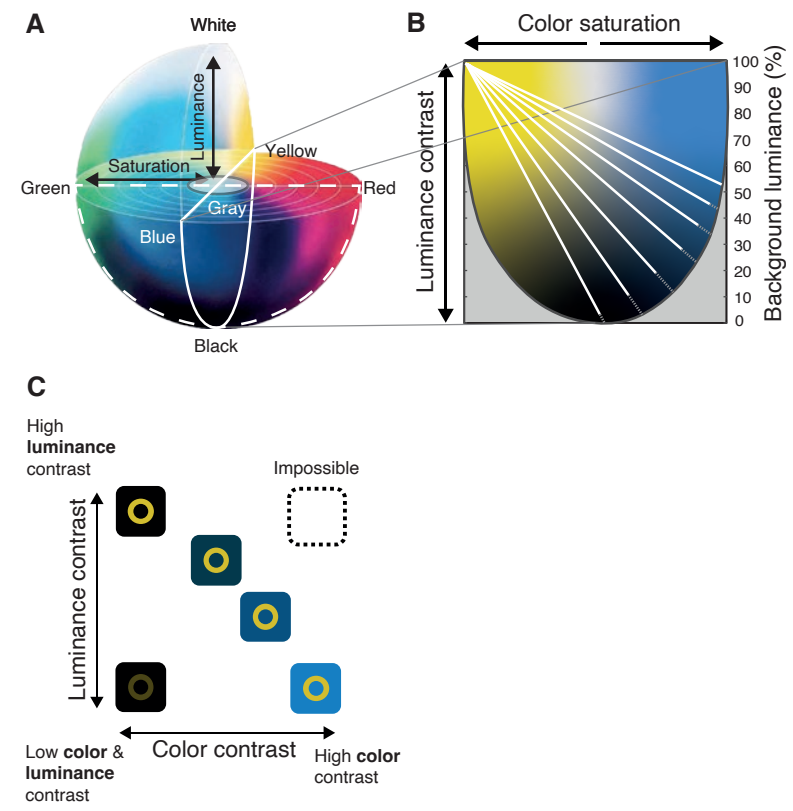 A
White
Luminance
Saturation
Yellow
Green
Red
Gray
Blue
Black
B
Color saturation
Luminance contrast
100
90
80
70
60
50
40
30
20
10
0
Background luminance (%)
C
High
luminance
contrast
Impossible
Luminance contrast
Low color &
luminance
contrast
Color contrast
High color
contrast